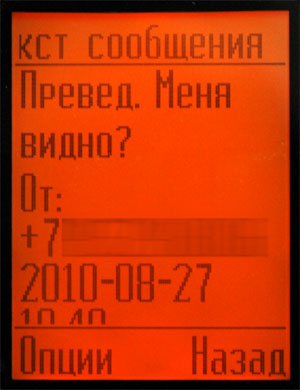 кст сообщения
Превед. Меня
видно?
От:
+7
2010-08-27
Опции Назад